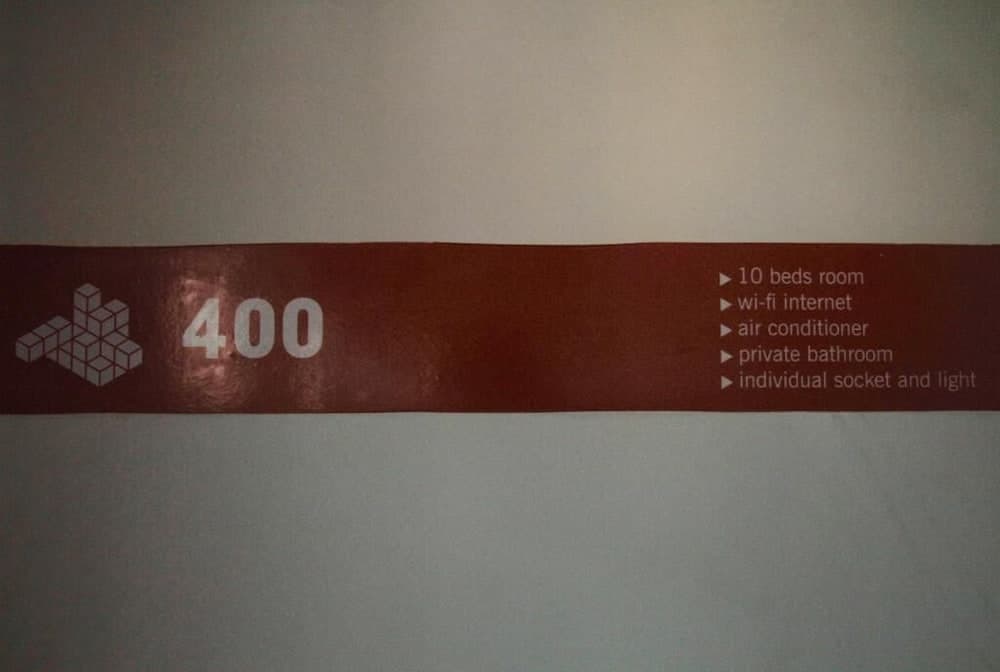 400
10 beds room
wi-fi internet
air conditioner
private bathroom
individual socket and light